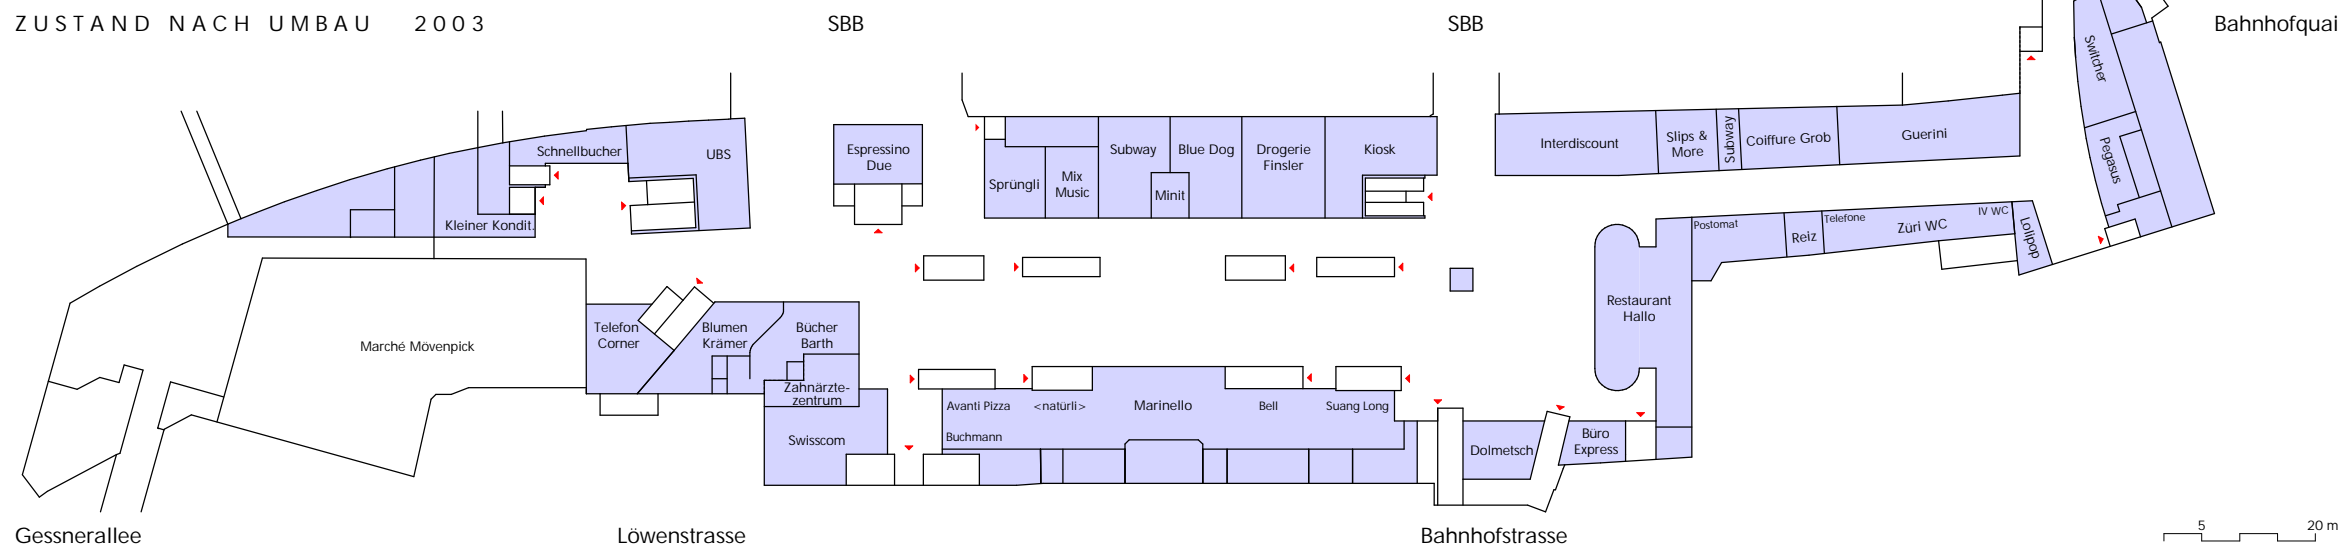 ZUSTAND NACH UMBAU 2003
SBB
SBB
Bahnhofquai
Schnellbucher
UBS
Kleiner Kondit.
Espressino
Due
Sprüngli
Mix
Music
Subway
Minit
Blue Dog
Drogerie
Finsler
Kiosk
Interdiscount
Slips &
More
Subway
Coiffure Grob
Guerini
Switcher
Pegasus
Postomat
Reiz
Telefone
Züri WC
IV WC
Lolipop
Restaurant
Hallo
Marché Mövenpick
Telefon
Corner
Blumen
Krämer
Bücher
Barth
Zahnärzte-
zentrum
Swisscom
Avanti Pizza
<natürli>
Marinello
Bell
Suang Long
Buchmann
Dolmetsch
Büro
Express
Gessnerallee
Löwenstrasse
Bahnhofstrasse
5
20 m